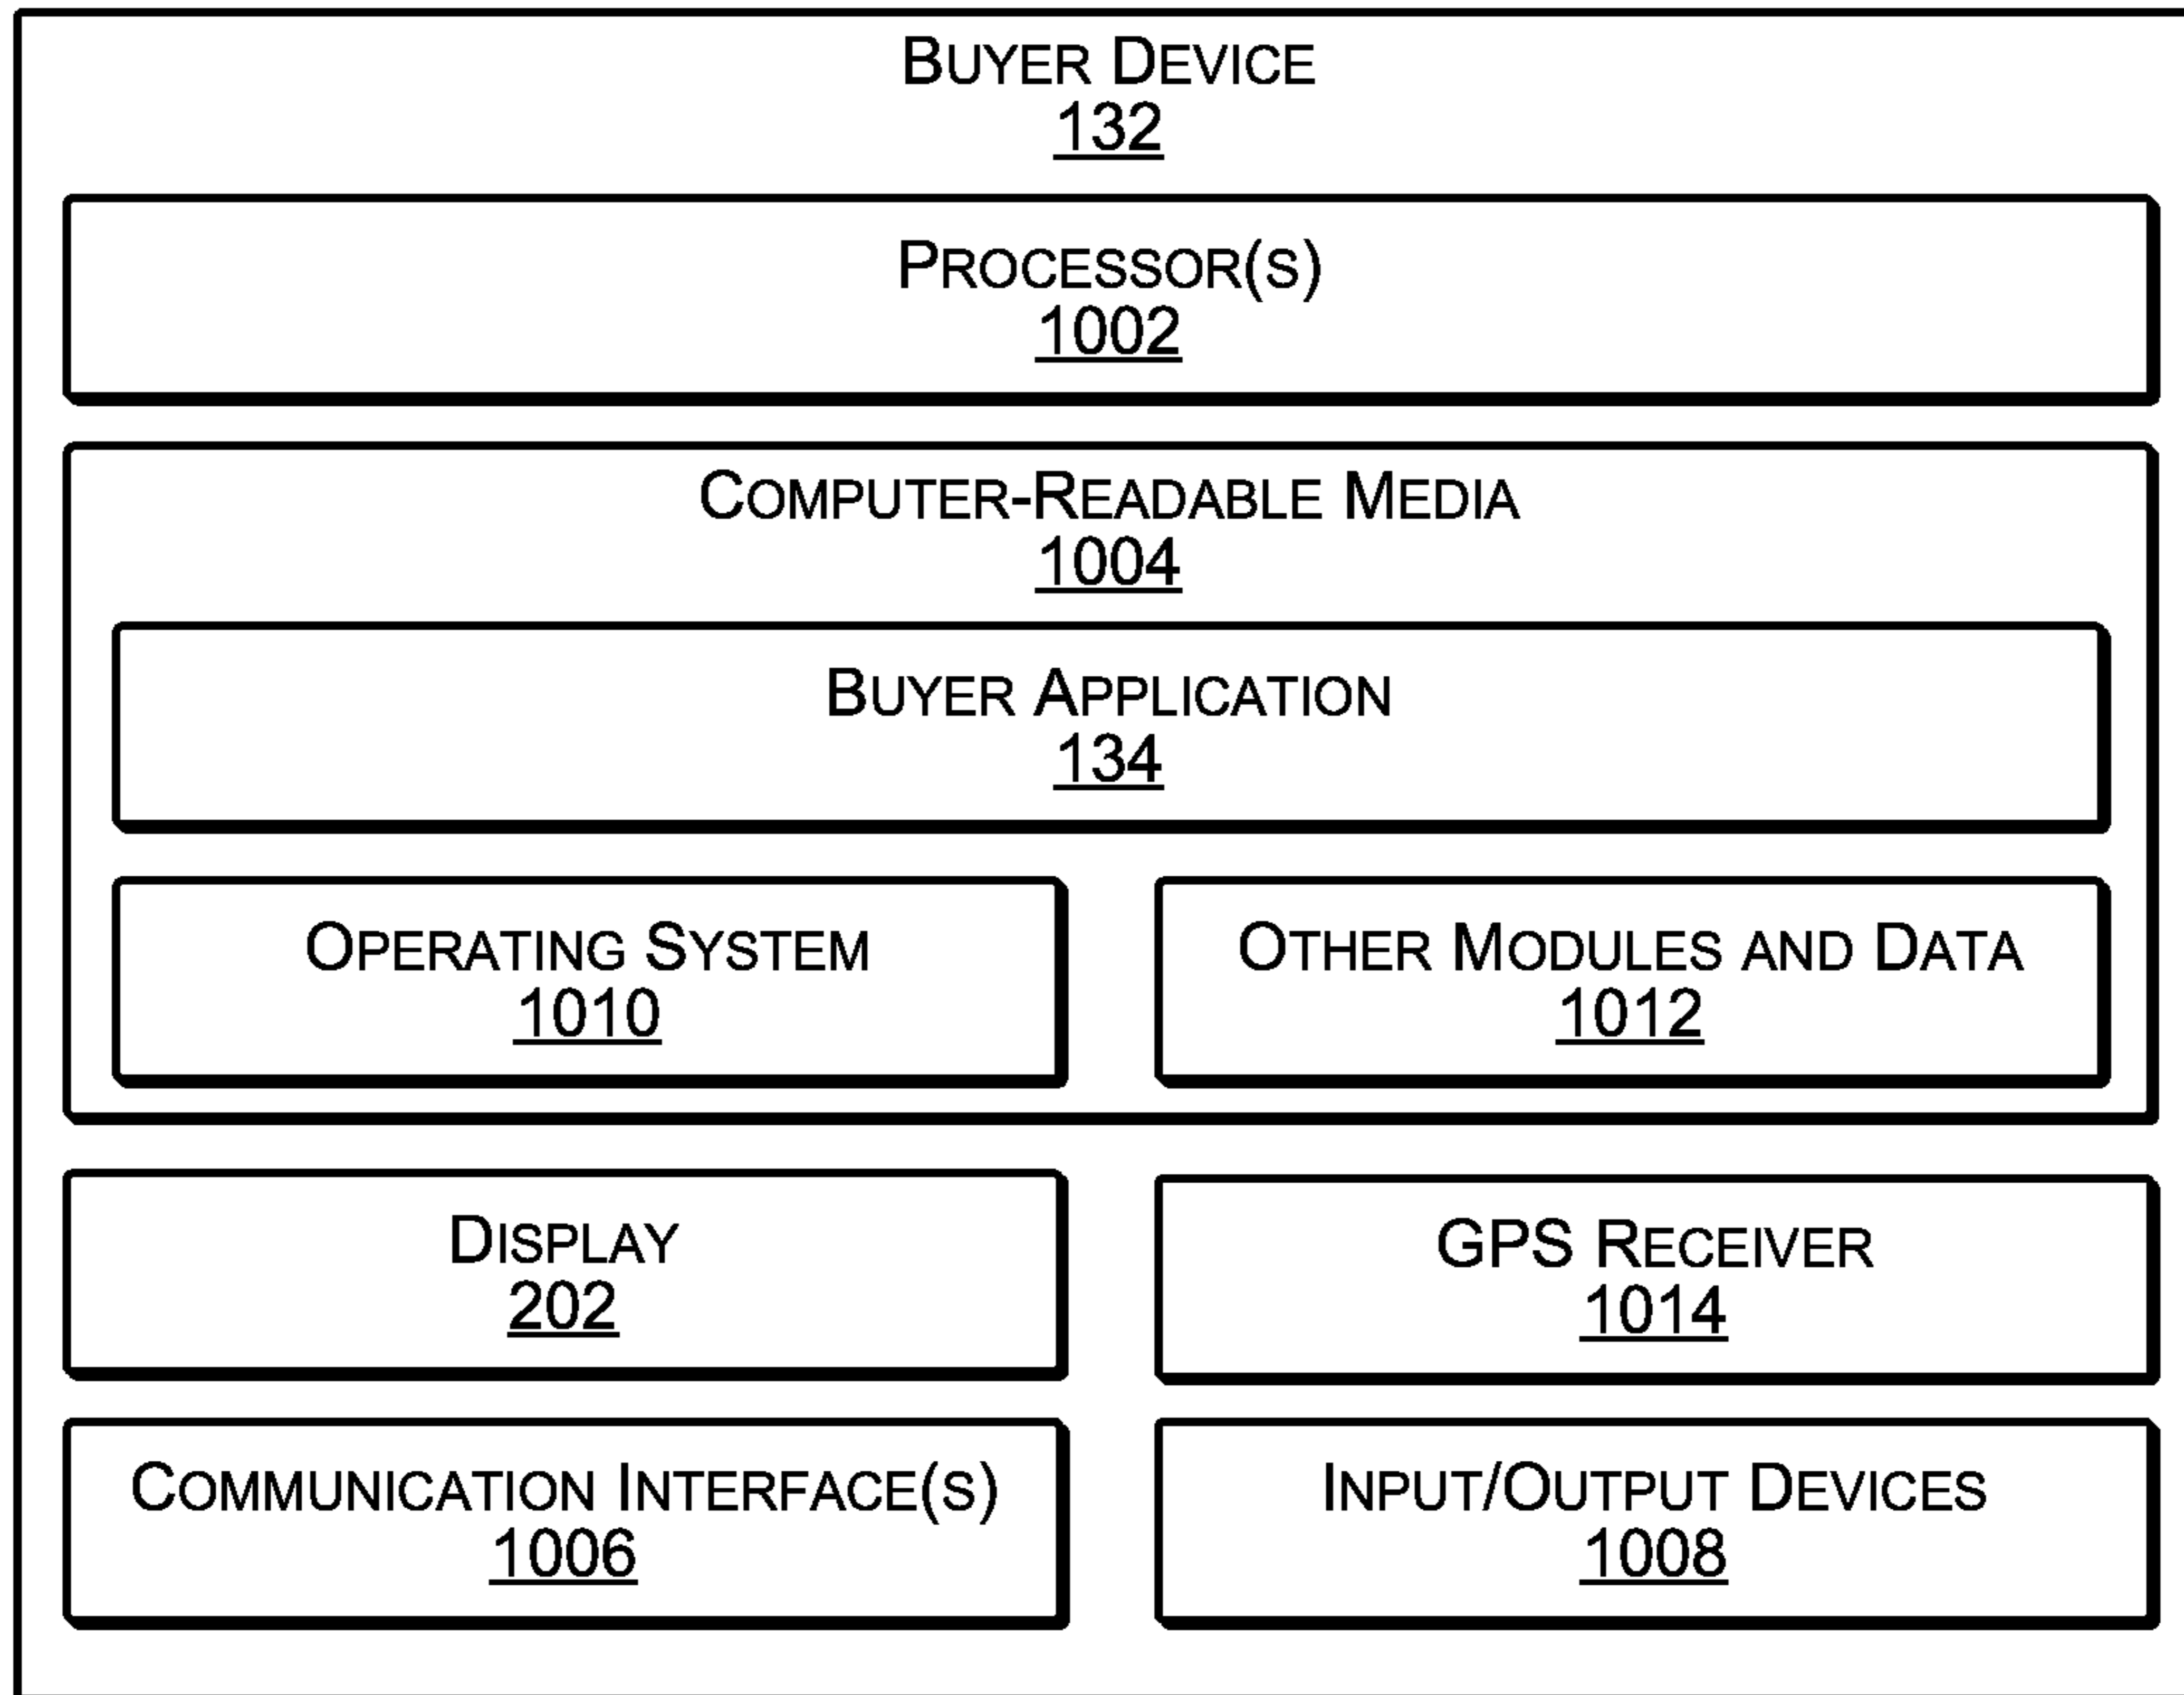 BUYER DEVICE
132
PROCESSOR(S)
1002
COMPUTER-READABLE MEDIA
1004
BUYER APPLICATION
134
OPERATING SYSTEM
1010
OTHER MODULES AND DATA
1012
DISPLAY
202
GPS RECEIVER
1014
COMMUNICATION INTERFACE(S)
1006
INPUT/OUTPUT DEVICES
1008